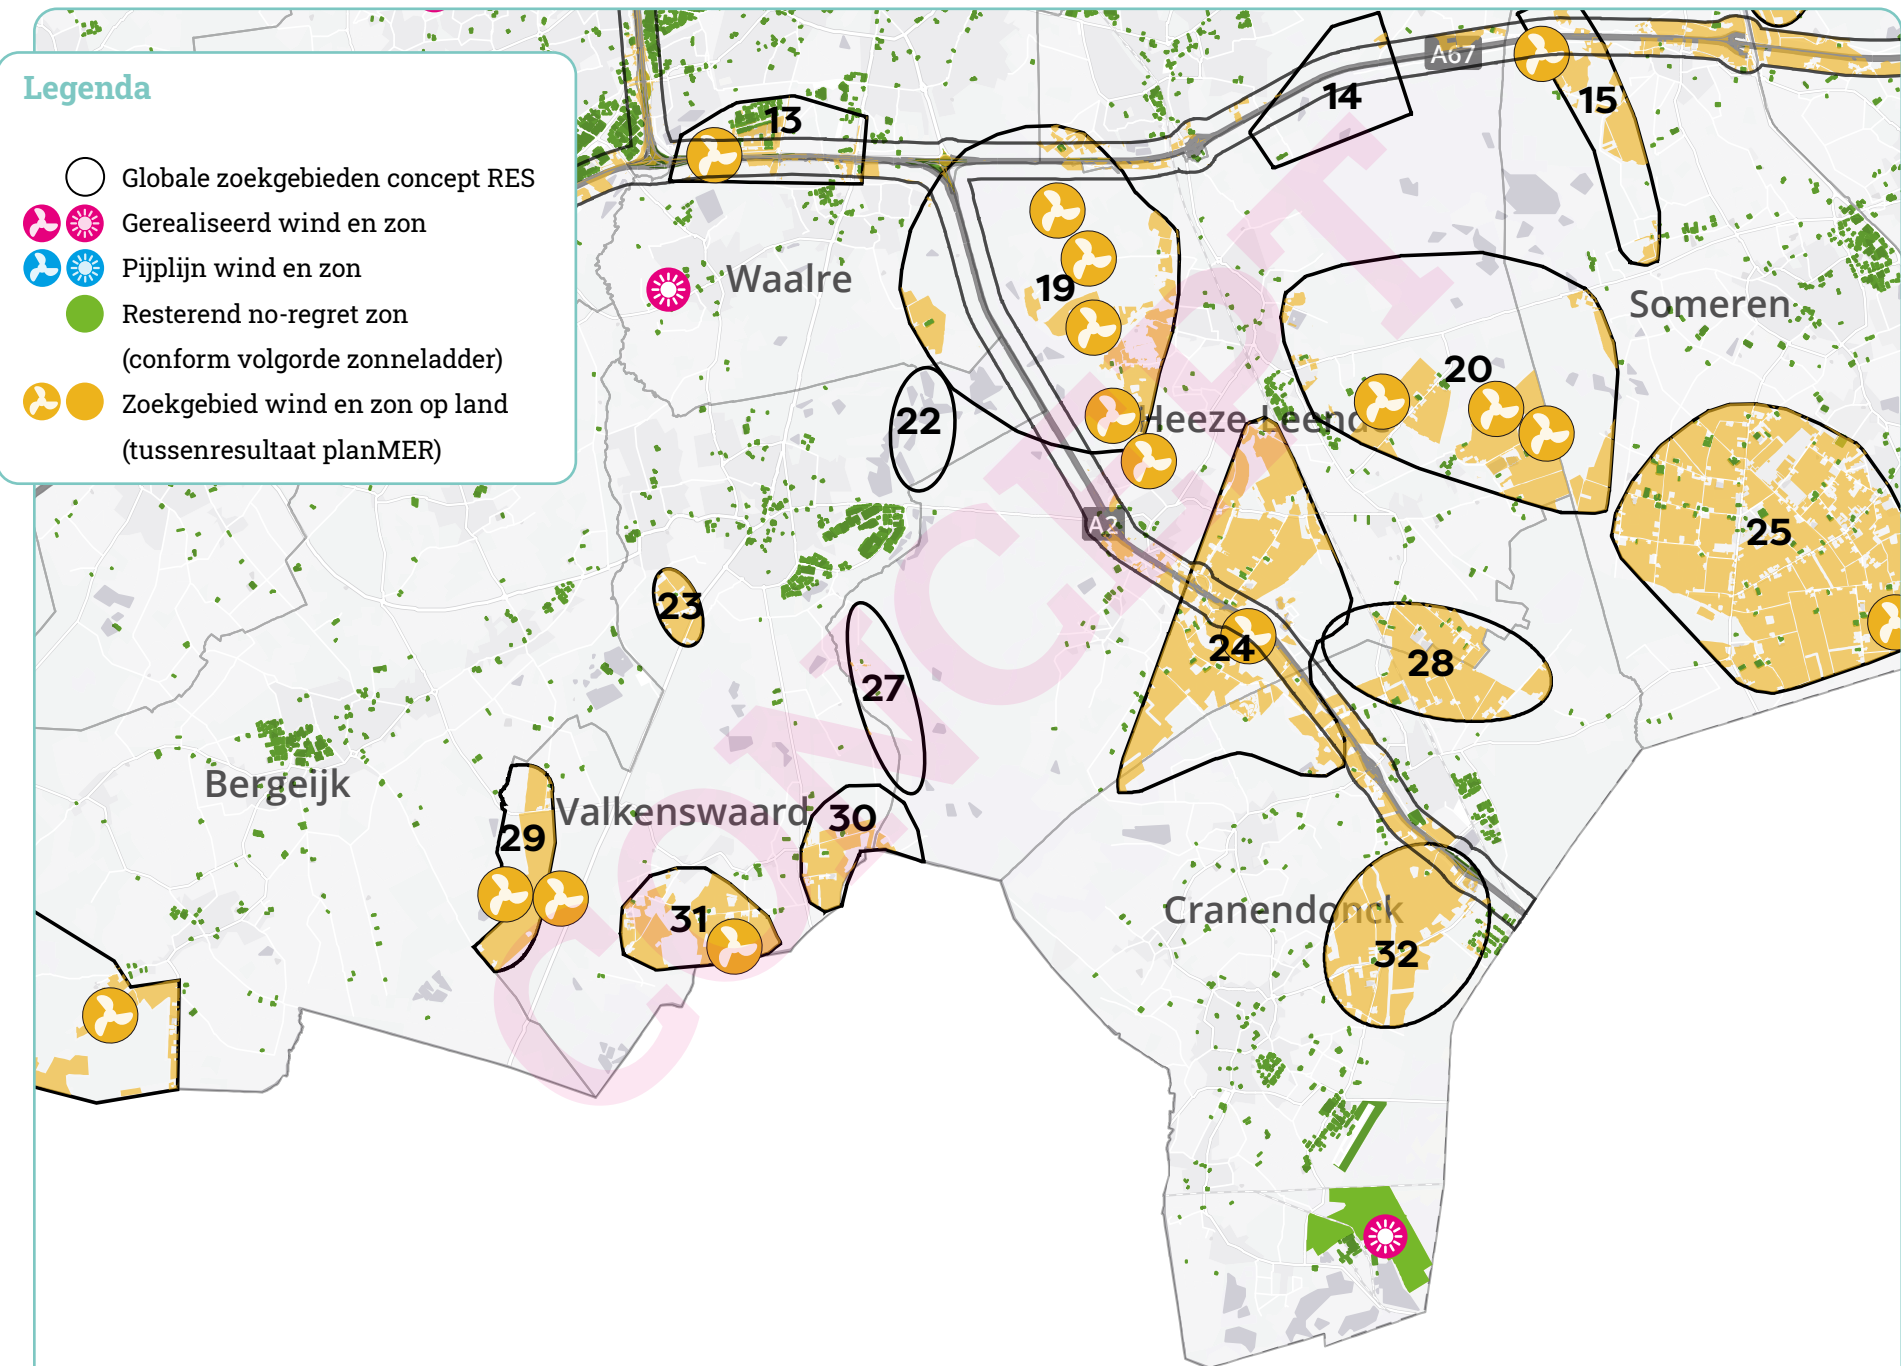 Legenda
Globale zoekgebieden concept RES
Gerealiseerd wind en zon
Pijplijn wind en zon
Resterend no-regret zon
(conform volgorde zonneladder)
Zoekgebied wind en zon op land
(tussenresultaat planMER)
A67
13
14
15
Waalre
19
Someren
20
22
Heeze-Leende
25
A2
23
24
28
27
Bergeijk
Valkenswaard
29
30
31
Cranendonck
32
CONCEPT